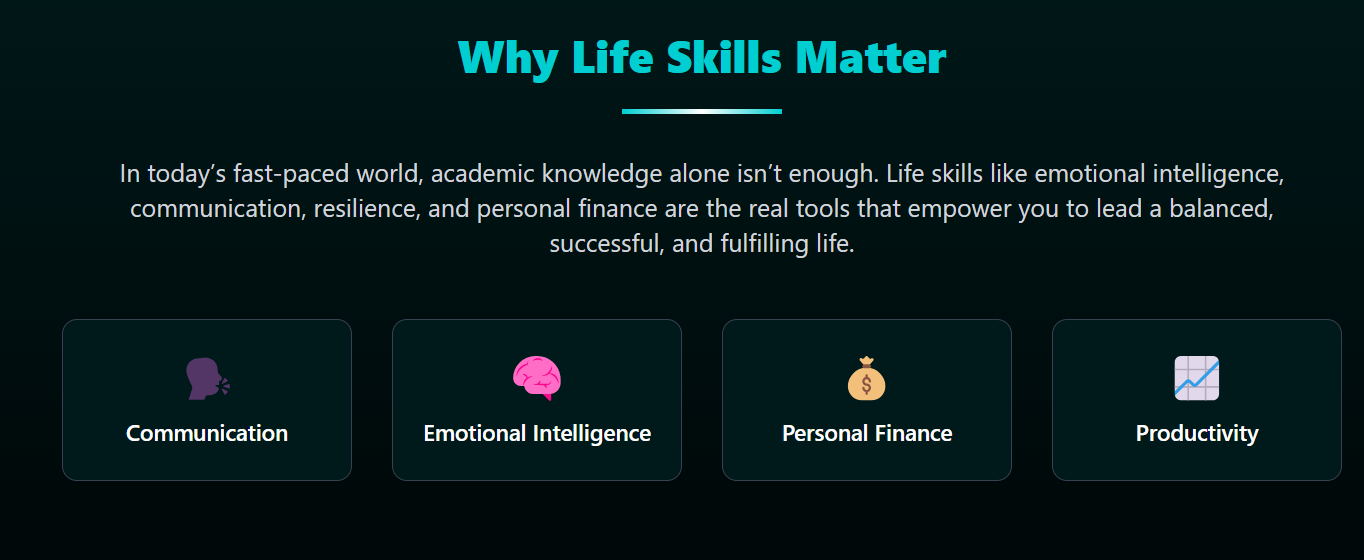 Why Life Skills Matter
In today’s fast-paced world, academic knowledge alone isn’t enough. Life skills like emotional intelligence,
communication, resilience, and personal finance are the real tools that empower you to lead a balanced,
successful, and fulfilling life.
Communication
Emotional Intelligence
$
Personal Finance
Productivity